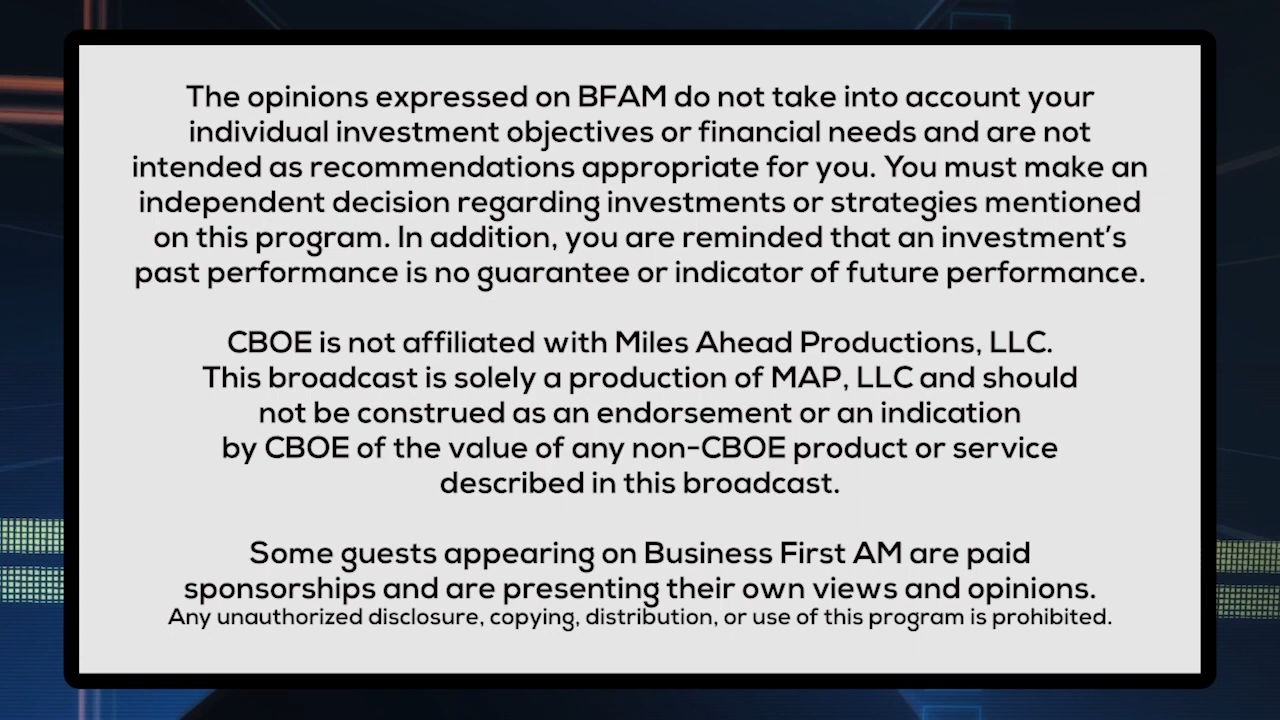 The opinions expressed on BFAM do not take into account your
individual investment objectives or financial needs and are not
intended as recommendations appropriate for you. You must make an
independent decision regarding investments or strategies mentioned
on this program. In addition, you are reminded that an investment’s
past performance is no guarantee or indicator of future performance.
CBOE is not affiliated with Miles Ahead Productions, LLC.
This broadcast is solely a production of MAP, LLC and should
not be construed as an endorsement or an indication
by CBOE of the value of any non-CBOE product or service
described in this broadcast.
Some guests appearing on Business First AM are paid
sponsorships and are presenting their own views and opinions.
Any unauthorized disclosure, copying, distribution, or use of this program is prohibited.